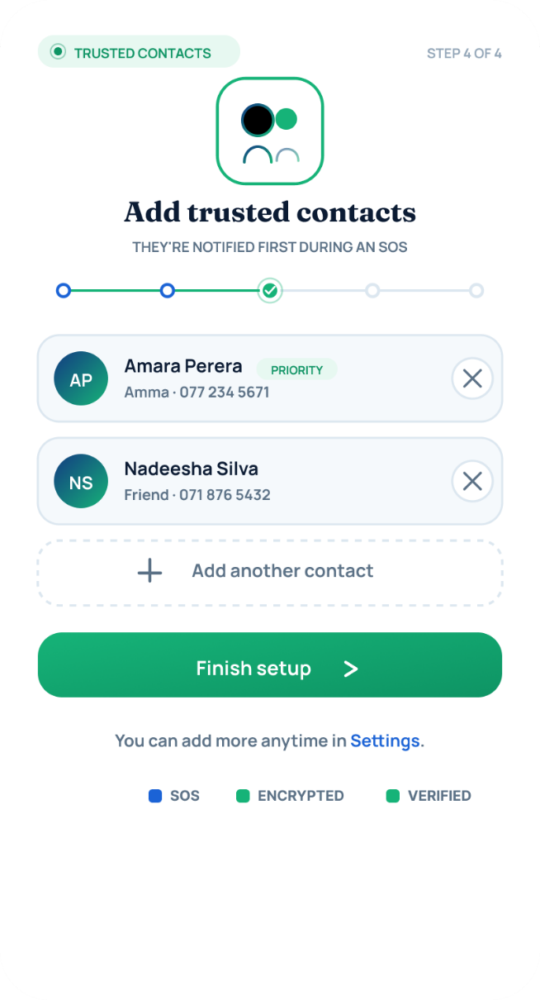 TRUSTED CONTACTS
STEP 4 OF 4
Add trusted contacts
THEY'RE NOTIFIED FIRST DURING AN SOS
AP
Amara Perera
PRIORITY
Amma · 077 234 5671
NS
Nadeesha Silva
Friend · 071 876 5432
Add another contact
Finish setup
You can add more anytime in Settings.
SOS
ENCRYPTED
VERIFIED